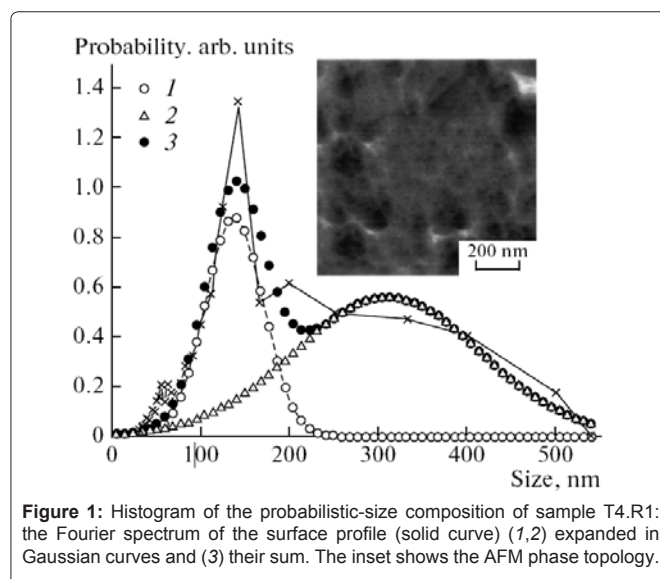 Probability. arb. units
1.4
1.2
1.0
0.8
0.6
0.4
0.2
0
1
2
3
200 nm
0 100 200 300 400 500
Size, nm
Figure 1: Histogram of the probabilistic-size composition of sample T4.R1:
the Fourier spectrum of the surface profile (solid curve) (1,2) expanded in
Gaussian curves and (3) their sum. The inset shows the AFM phase topology.